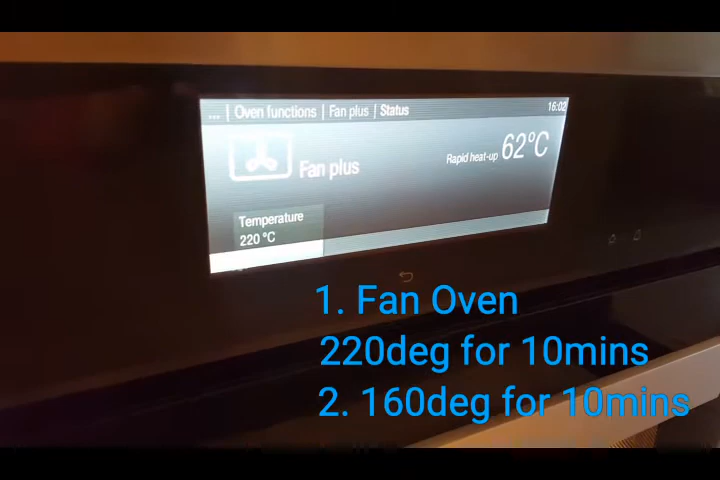 ... | Oven functions | Fan plus | Status 16:02
Fan plus
Rapid heat-up 62°C
Temperature
220 °C
1. Fan Oven
220deg for 10mins
2. 160deg for 10mins